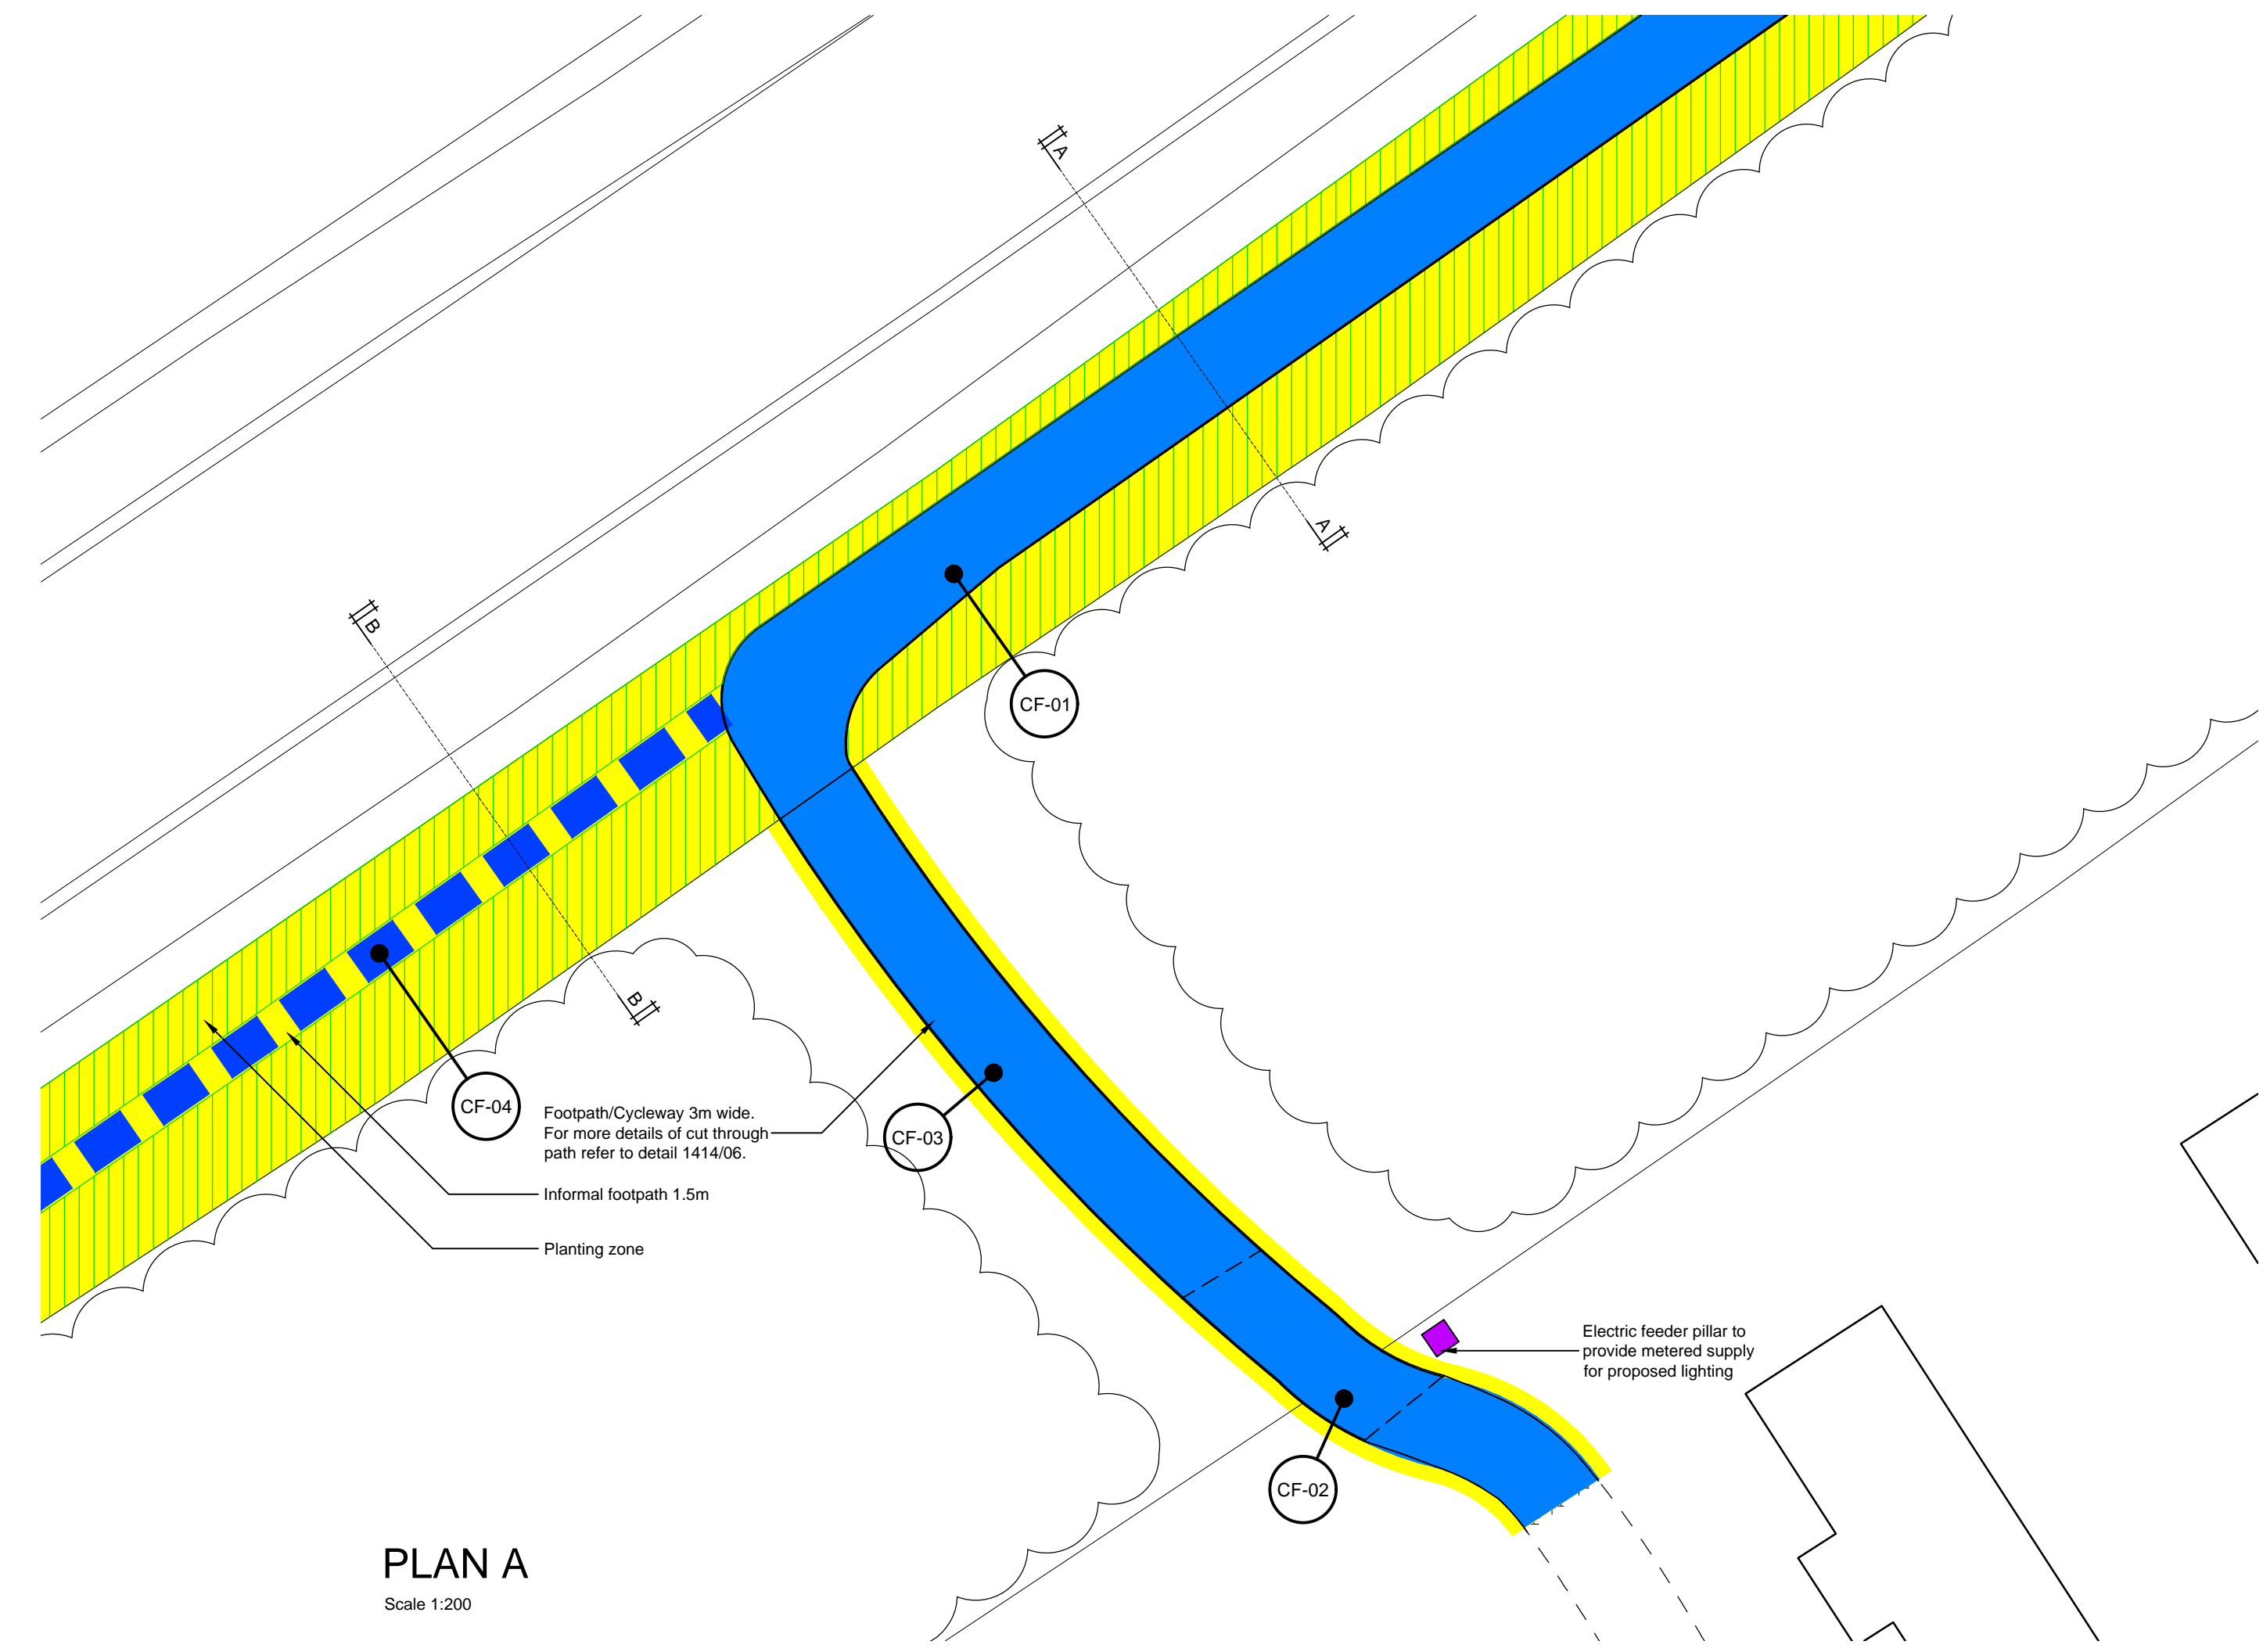 A
A
B
B
CF-01
CF-04
Footpath/Cycleway 3m wide.
For more details of cut through
path refer to detail 1414/06.
CF-03
Informal footpath 1.5m
Planting zone
Electric feeder pillar to
provide metered supply
for proposed lighting
CF-02
PLAN A
Scale 1:200